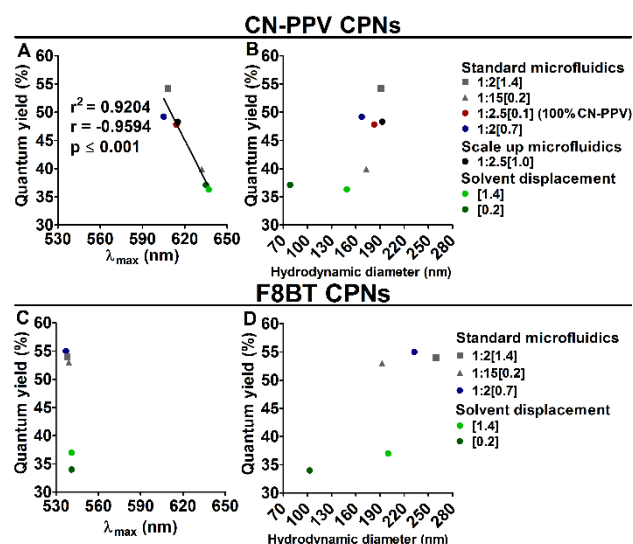 CN-PPV CPNs
A
Quantum yield (%)
60
55
50
45
40
35
30
r² = 0.9204
r = -0.9594
p ≤ 0.001
530 560 590 620 650
λmax (nm)
B
Quantum yield (%)
60
55
50
45
40
35
30
70 100 130 160 190 220 250 280
Hydrodynamic diameter (nm)
Standard microfluidics
1:2[1.4]
1:15[0.2]
1:2.5[0.1] (100% CN-PPV)
1:2[0.7]
Scale up microfluidics
1:2.5[1.0]
Solvent displacement
[1.4]
[0.2]
F8BT CPNs
C
Quantum yield (%)
60
55
50
45
40
35
30
530 560 590 620 650
λmax (nm)
D
Quantum yield (%)
60
55
50
45
40
35
30
70 100 130 160 190 220 250 280
Hydrodynamic diameter (nm)
Standard microfluidics
1:2[1.4]
1:15[0.2]
1:2[0.7]
Solvent displacement
[1.4]
[0.2]